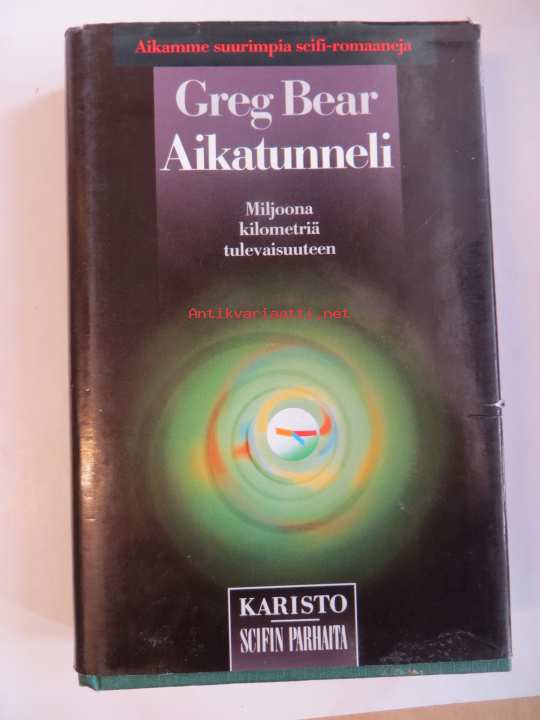 Aikamme suurimpia scifi-romaaneja
Greg Bear
Aikatunneli
Miljoona
kilometriä
tulevaisuuteen
Antikvariaatti.net
KARISTO
SCIFIN PARHAITA